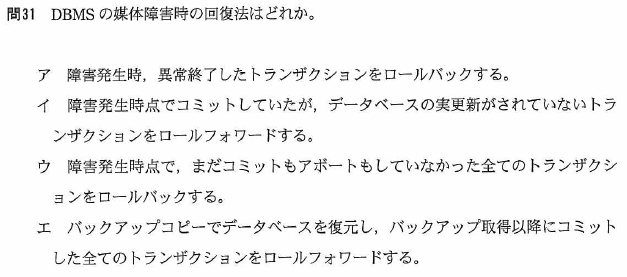 問31 DBMSの媒体障害時の回復法はどれか。
ア 障害発生時，異常終了したトランザクションをロールバックする。
イ 障害発生時点でコミットしていたが，データベースの実更新がされていないトラ
ンザクションをロールフォワードする。
ウ 障害発生時点で，まだコミットもアボートもしていなかった全てのトランザクシ
ョンをロールバックする。
エ バックアップコピーでデータベースを復元し，バックアップ取得以降にコミット
した全てのトランザクションをロールフォワードする。